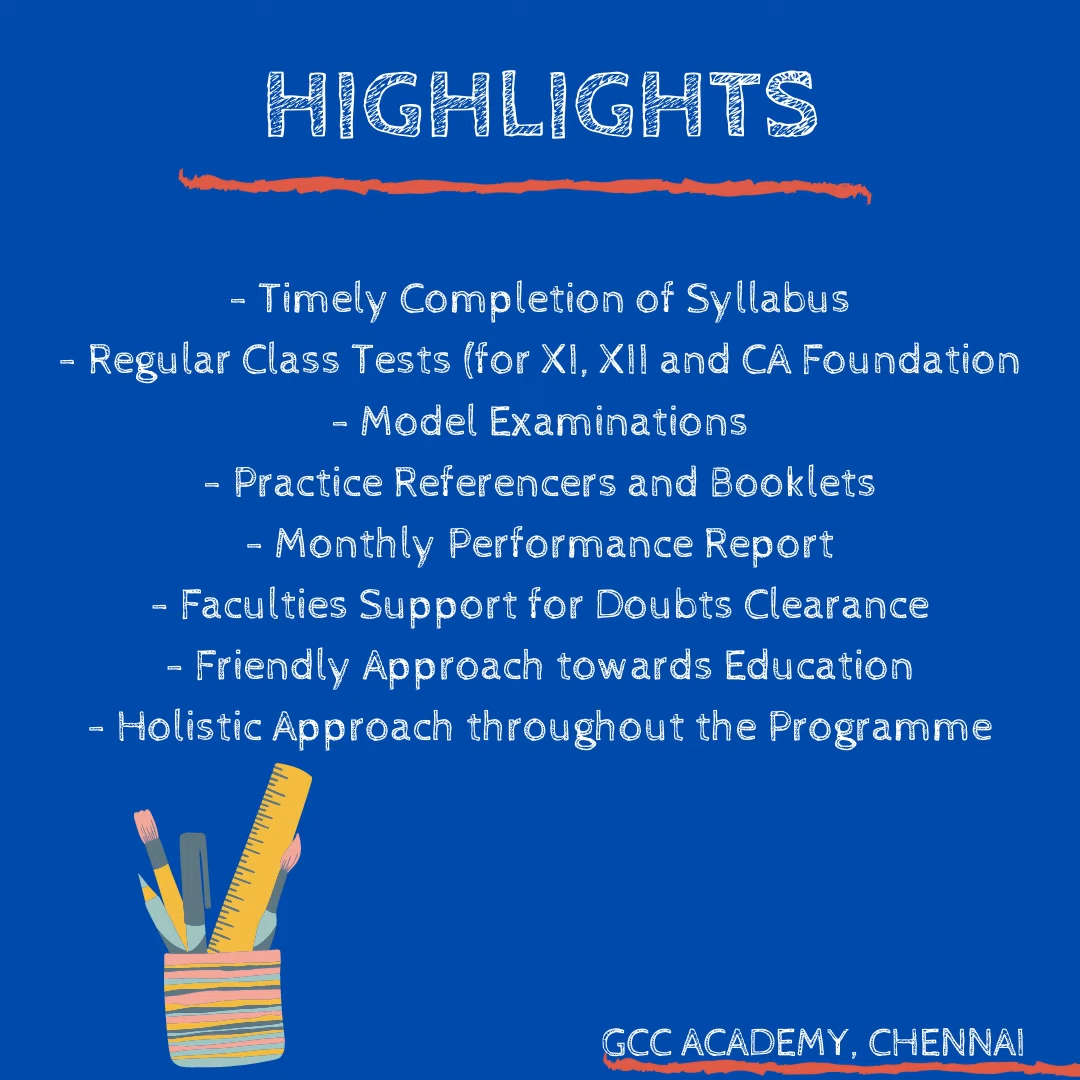 HIGHLIGHTS
- Timely Completion of Syllabus
- Regular Class Tests (for XI, XII and CA Foundation
- Model Examinations
- Practice Referencers and Booklets
- Monthly Performance Report
- Faculties Support for Doubts Clearance
- Friendly Approach towards Education
- Holistic Approach throughout the Programme
GCC ACADEMY, CHENNAI